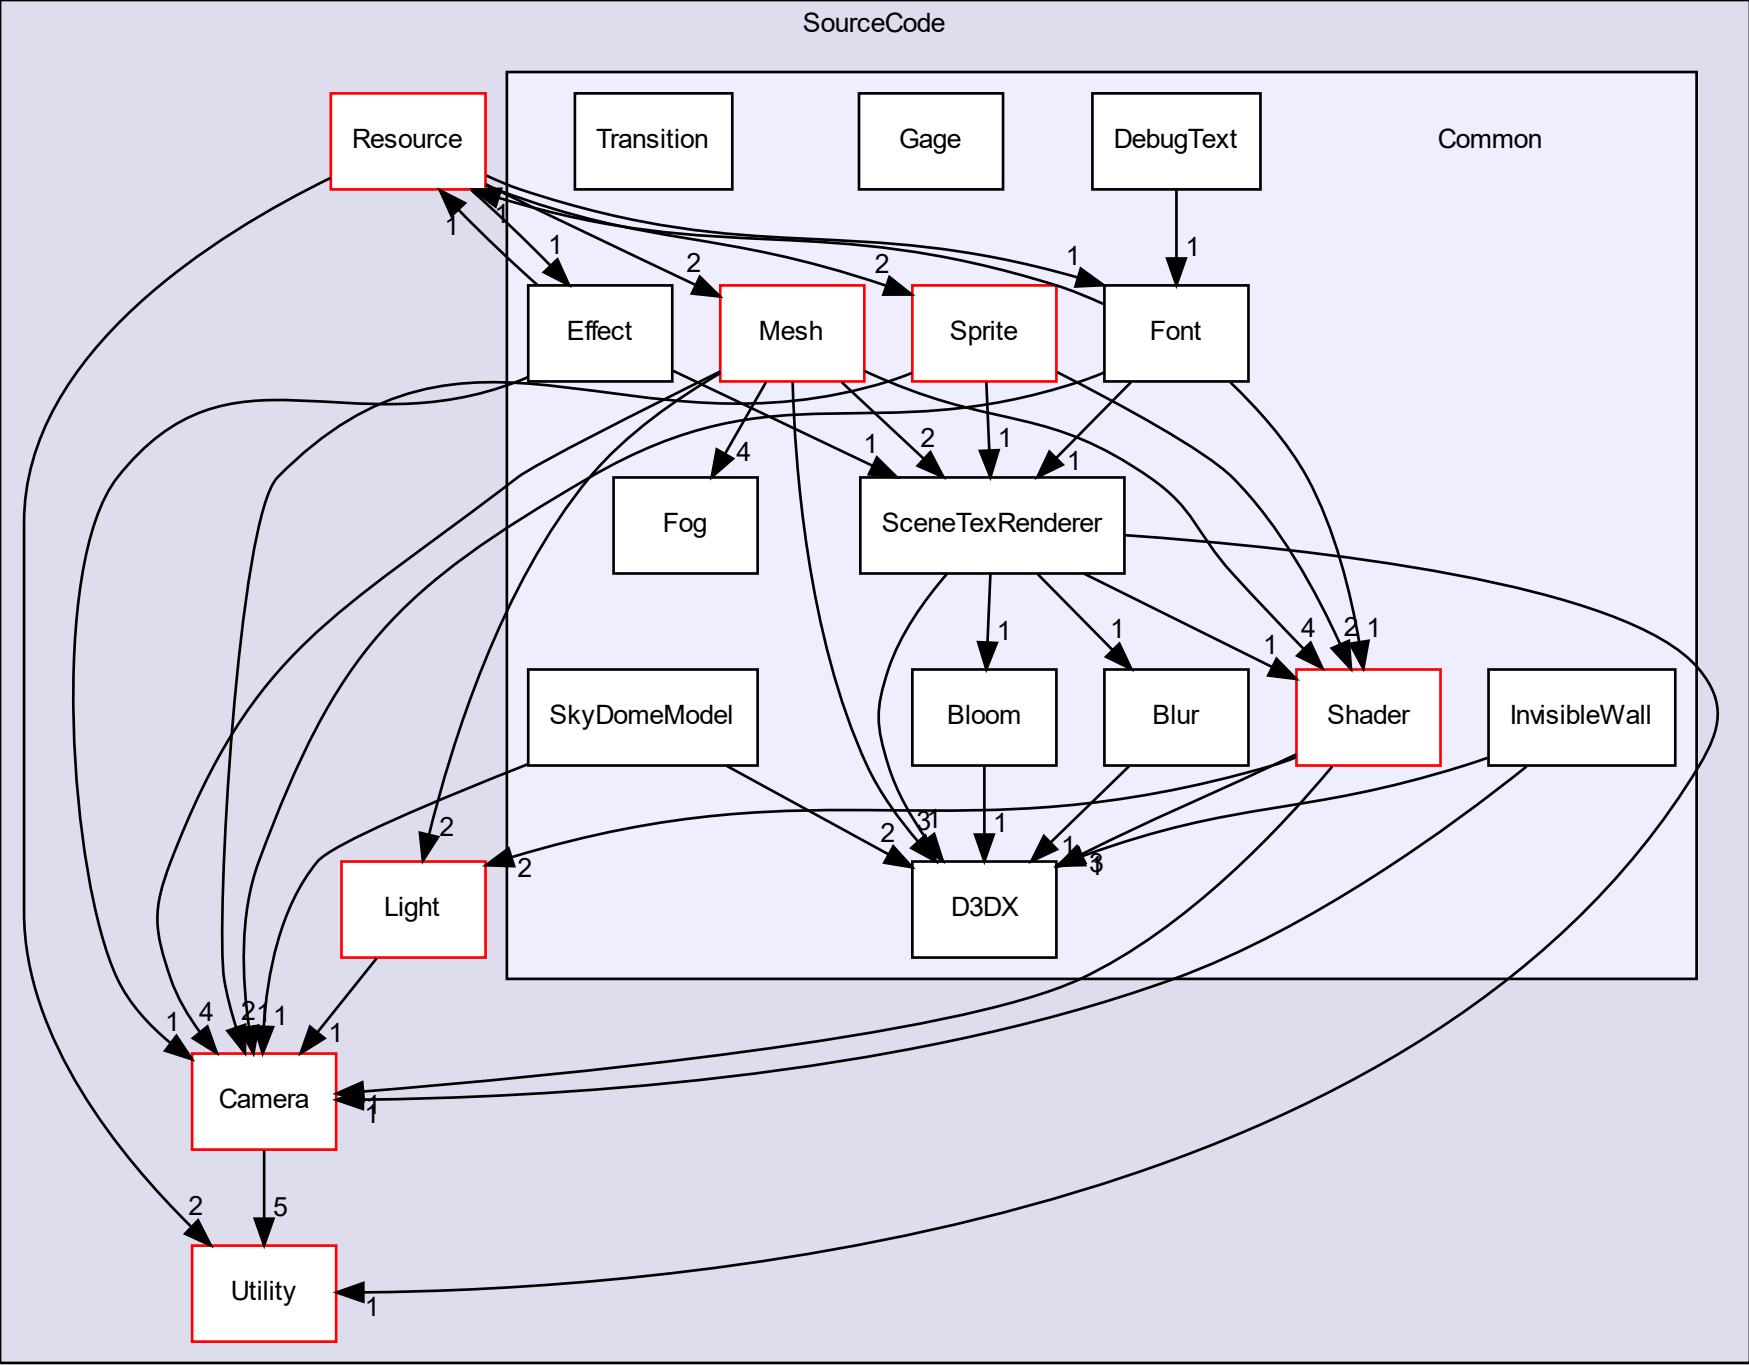 SourceCode
Resource
Transition
Gage
DebugText
Common
1
1
1
2
2
1
1
Effect
Mesh
Sprite
Font
1
4
2
1
1
Fog
SceneTexRenderer
1
1
1
4
2
1
SkyDomeModel
Bloom
Blur
Shader
InvisibleWall
2
2
3
1
1
1
3
1
2
Light
D3DX
1
4
2
1
1
1
Camera
1
1
2
5
Utility
1